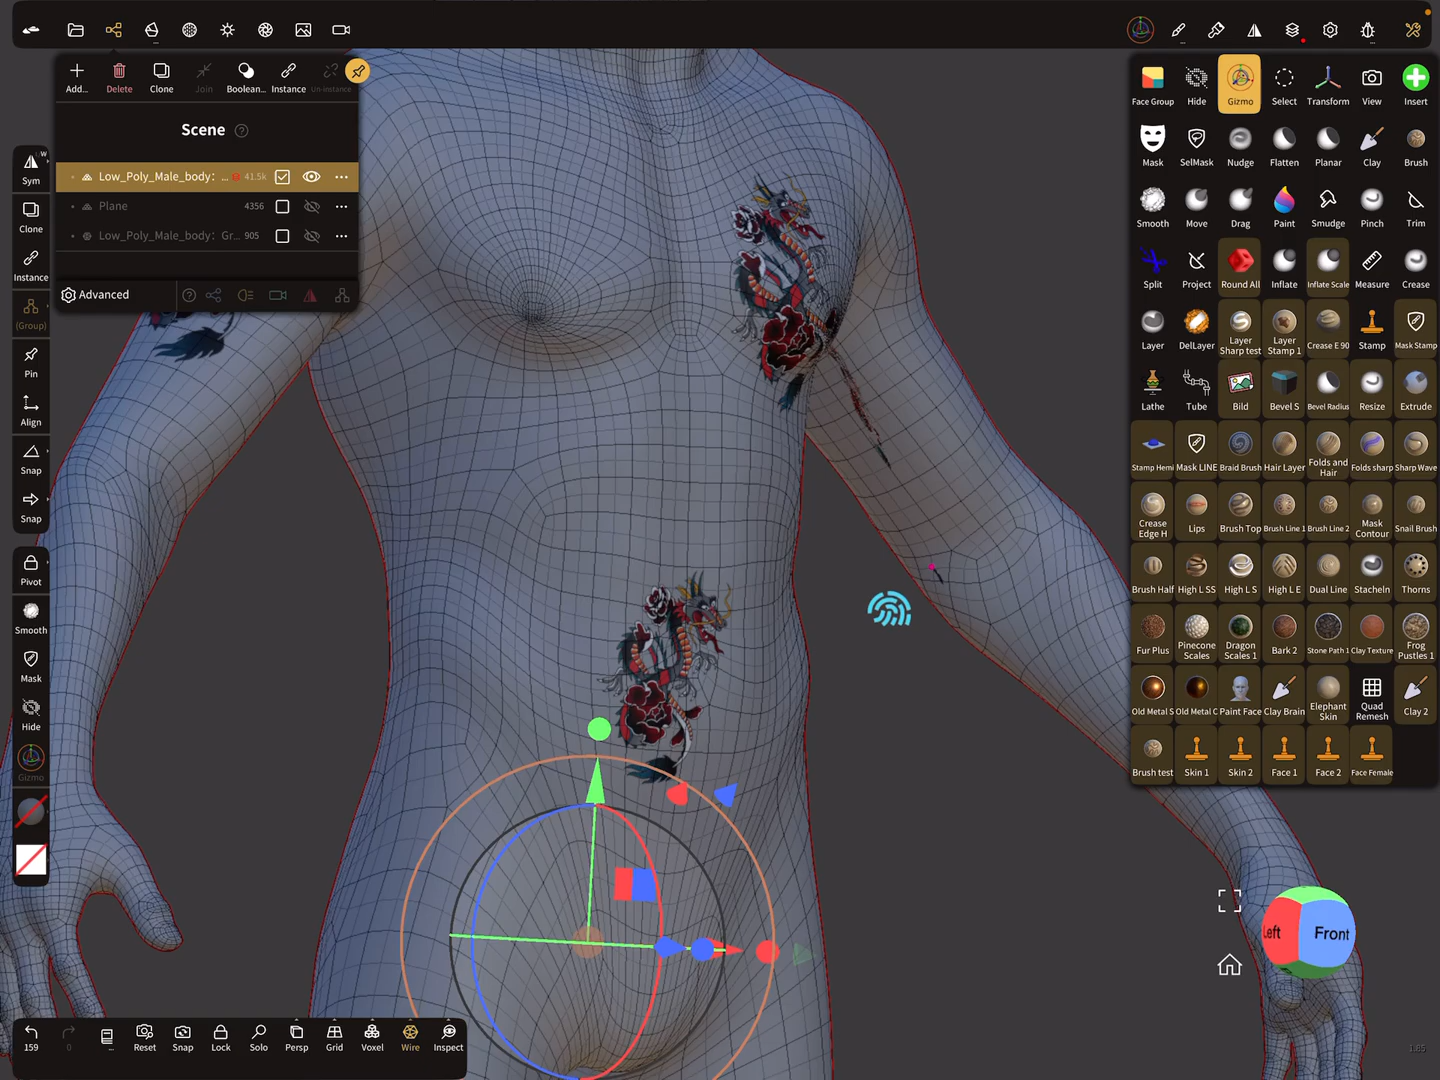 Add...
Delete
Clone
Join
Boolean...
Instance
Un-instance
Scene
Low_Poly_Male_body: ... 41.5k
Plane 4356
Low_Poly_Male_body: Gr... 905
Advanced
W
Sym
Clone
Instance
(Group)
Pin
Align
Snap
Snap
Pivot
Smooth
Mask
Hide
Gizmo
Face Group
Hide
Gizmo
Select
Transform
View
Insert
Mask
SelMask
Nudge
Flatten
Planar
Clay
Brush
Smooth
Move
Drag
Paint
Smudge
Pinch
Trim
Split
Project
Round All
Inflate
Inflate Scale
Measure
Crease
Layer
DelLayer
Layer
Sharp test
Layer
Stamp 1
Crease E 90
Stamp
Mask Stamp
Lathe
Tube
Bild
Bevel S
Bevel Radius
Resize
Extrude
Stamp Hemi
Mask LINE
Braid Brush
Hair Layer
Folds and
Hair
Folds sharp
Sharp Wave
Crease
Edge H
Lips
Brush Top
Brush Line 1
Brush Line 2
Mask
Contour
Snail Brush
Brush Half
High L SS
High L S
High L E
Dual Line
Stacheln
Thorns
Fur Plus
Pinecone
Scales
Dragon
Scales 1
Bark 2
Stone Path 1
Clay Texture
Frog
Pustles 1
Old Metal S
Old Metal C
Paint Face
Clay Brain
Elephant
Skin
Quad
Remesh
Clay 2
Brush test
Skin 1
Skin 2
Face 1
Face 2
Face Female
Left
Front
159
0
...
Reset
Snap
Lock
Solo
Persp
Grid
Voxel
Wire
Inspect
1.85